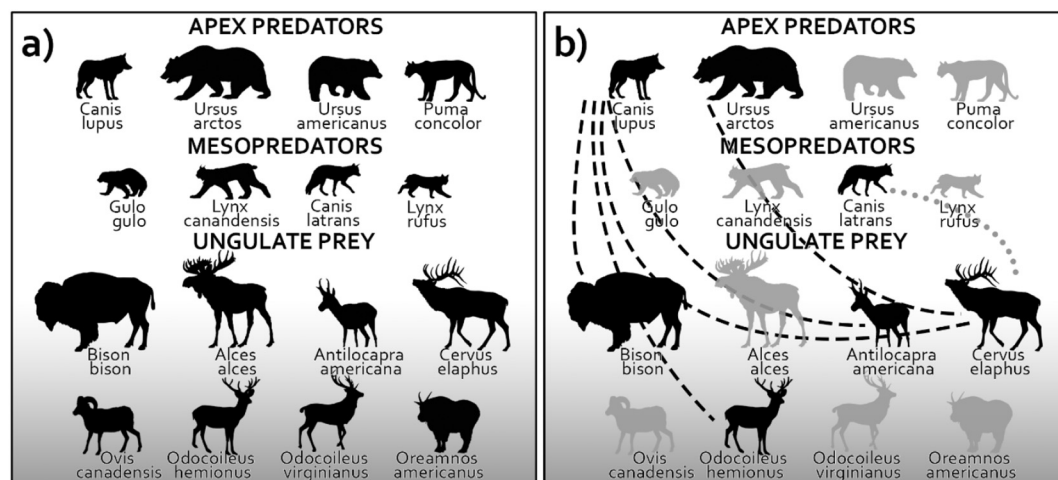 a)
APEX PREDATORS
Canis
lupus
Ursus
arctos
Ursus
americanus
Puma
concolor
MESOPREDATORS
Gulo
gulo
Lynx
canandensis
Canis
latrans
Lynx
rufus
UNGULATE PREY
Bison
bison
Alces
alces
Antilocapra
americana
Cervus
elaphus
Ovis
canadensis
Odocoileus
hemionus
Odocoileus
virginianus
Oreamnos
americanus
b)
APEX PREDATORS
Canis
lupus
Ursus
arctos
Ursus
americanus
Puma
concolor
MESOPREDATORS
Gulo
gulo
Lynx
canandensis
Canis
latrans
Lynx
rufus
UNGULATE PREY
Bison
bison
Alces
alces
Antilocapra
americana
Cervus
elaphus
Ovis
canadensis
Odocoileus
hemionus
Odocoileus
virginianus
Oreamnos
americanus